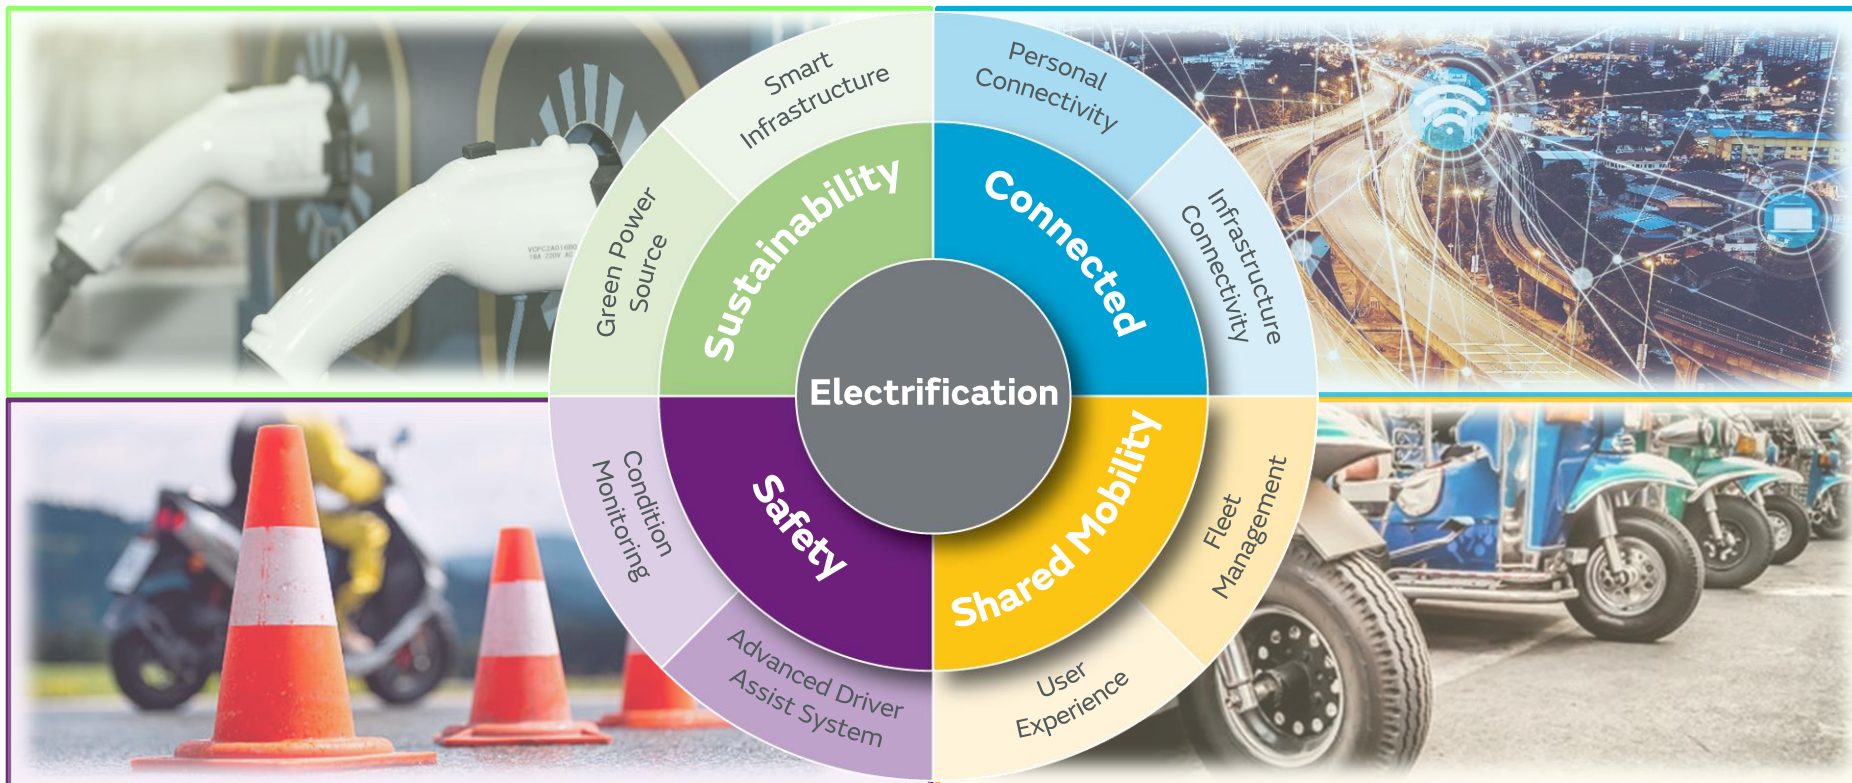 Smart
Infrastructure
Personal
Connectivity
Green Power
Source
Sustainability
Connected
Infrastructure
Connectivity
Electrification
Condition
Monitoring
Safety
Shared Mobility
Fleet
Management
Advanced Driver
Assist System
User
Experience